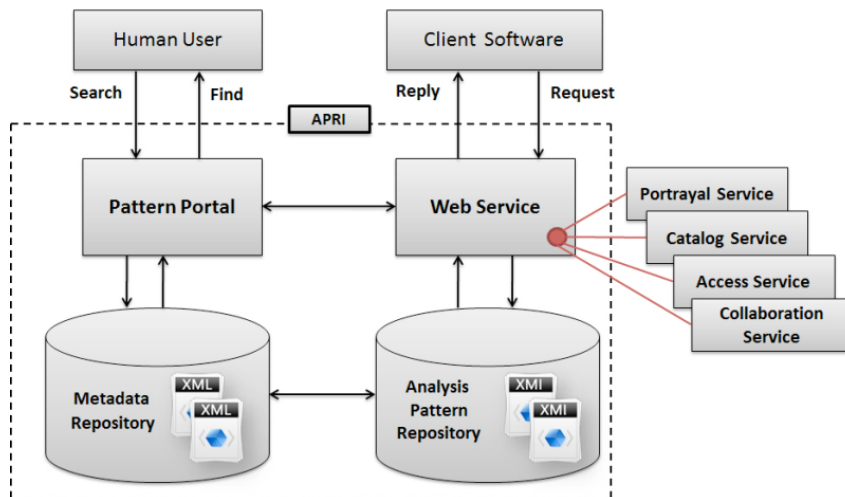 Human User
Client Software
Search
Find
Reply
Request
APRI
Pattern Portal
Web Service
Portrayal Service
Catalog Service
Access Service
Collaboration
Service
Metadata
Repository
XML
XML
Analysis
Pattern
Repository
XMI
XMI